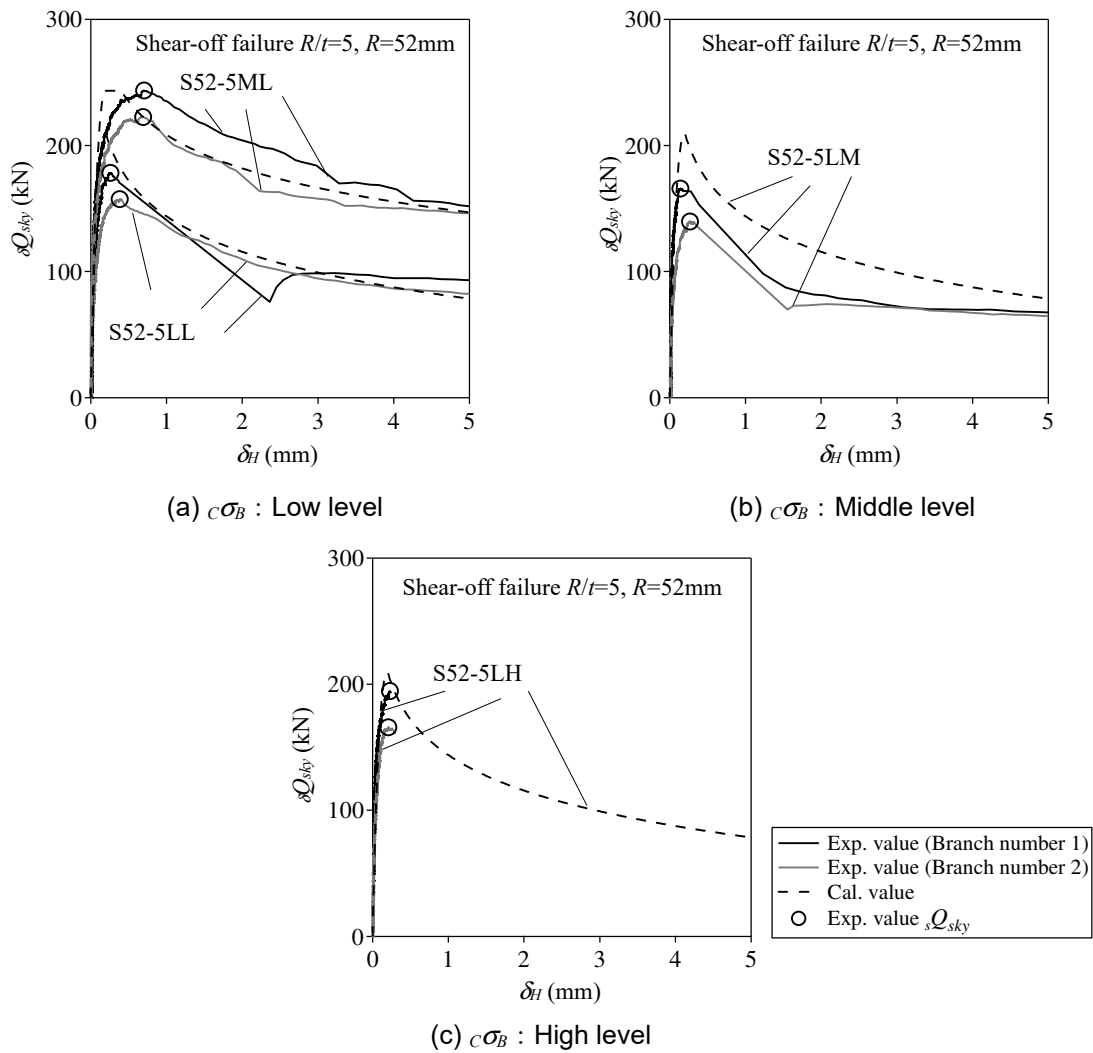 300
250
200
150
100
50
0
δQsky (kN)
Shear-off failure R/t=5, R=52mm
S52-5ML
S52-5LL
0 1 2 3 4 5
δH (mm)
(a) CσB : Low level
300
200
100
0
δQsky (kN)
Shear-off failure R/t=5, R=52mm
S52-5LM
0 1 2 3 4 5
δH (mm)
(b) CσB : Middle level
300
200
100
0
δQsky (kN)
Shear-off failure R/t=5, R=52mm
S52-5LH
0 1 2 3 4 5
δH (mm)
(c) CσB : High level
Exp. value (Branch number 1)
Exp. value (Branch number 2)
Cal. value
Exp. value sQsky